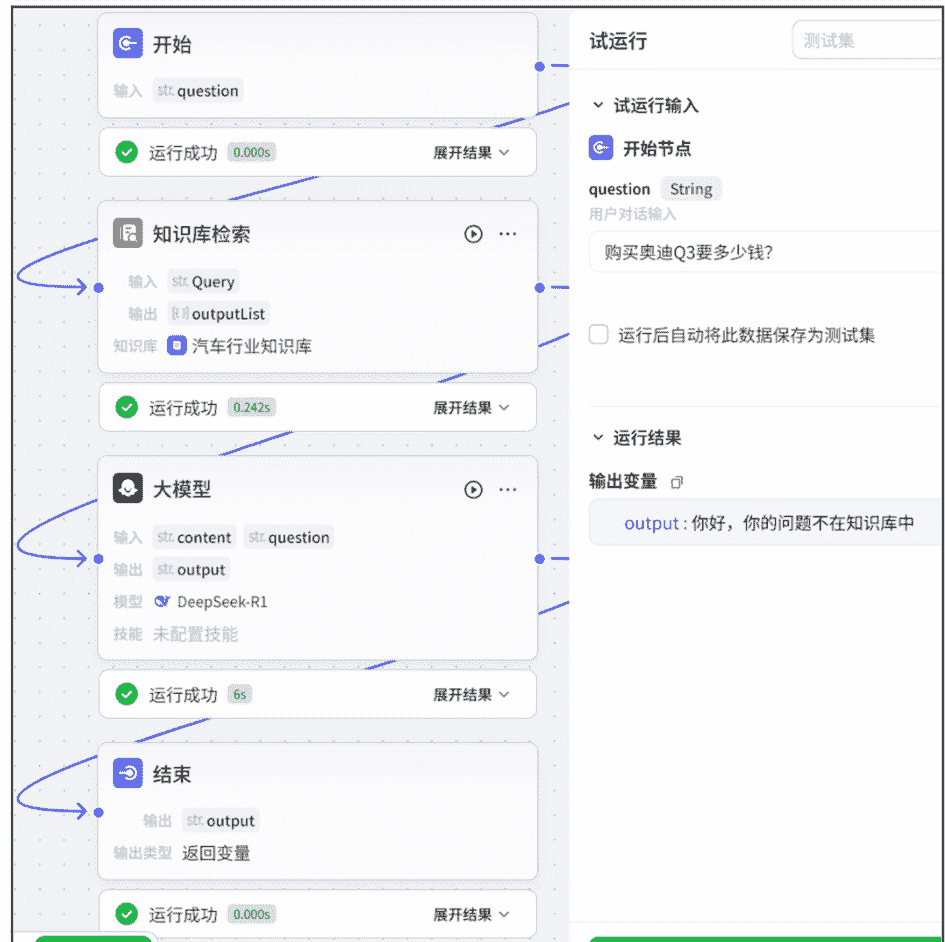 开始
输入 str. question
运行成功 0.000s 展开结果
知识库检索
输入 str. Query
输出 [()] outputList
知识库 汽车行业知识库
运行成功 0.242s 展开结果
大模型
输入 str. content str. question
输出 str. output
模型 DeepSeek-R1
技能 未配置技能
运行成功 6s 展开结果
结束
输出 str. output
输出类型 返回变量
运行成功 0.000s 展开结果
试运行 测试集
试运行输入
开始节点
question String
用户对话输入
购买奥迪Q3要多少钱?
运行后自动将此数据保存为测试集
运行结果
输出变量
output : 你好，你的问题不在知识库中